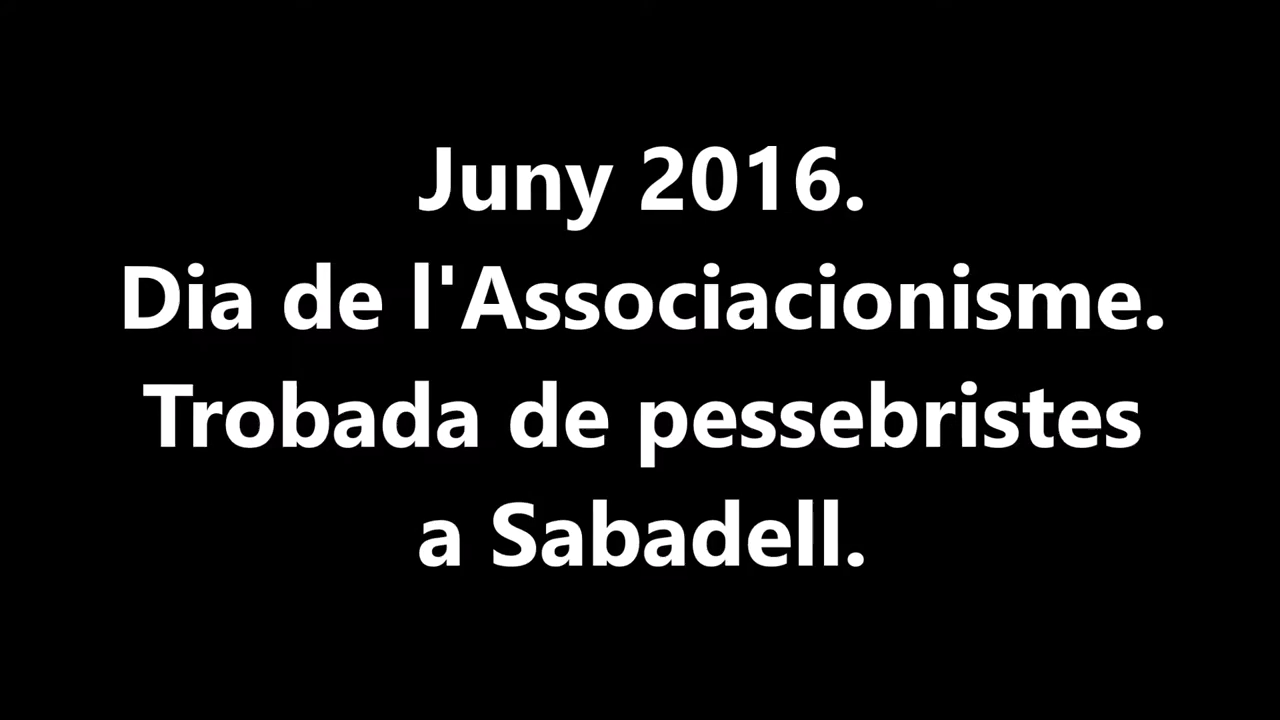 Juny 2016.
Dia de l'Associacionisme.
Trobada de pessebristes
a Sabadell.